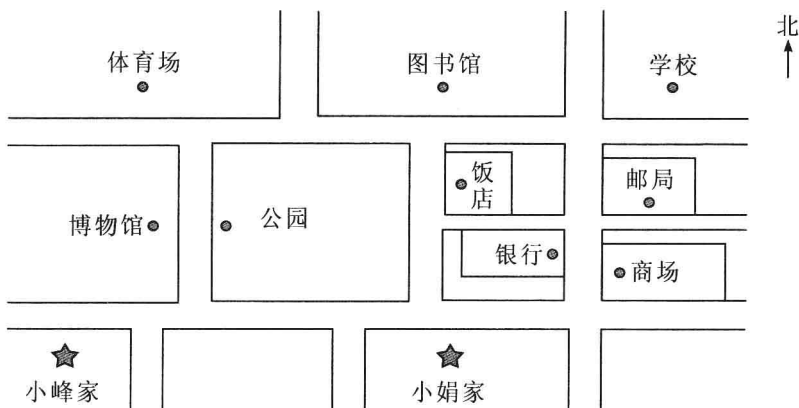 北
体育场
图书馆
学校
饭店
邮局
博物馆
公园
银行
商场
小峰家
小娟家